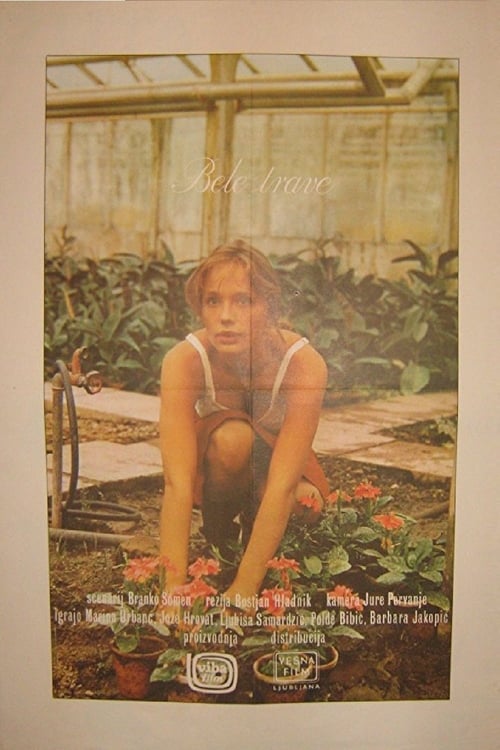 Bele trave
scenarij Branko Šömen režija Boštjan Hladnik kamera Jure Pervanje
Igrajo Marina Urbanc, Jože Hrovat, Ljubiša Samardžić, Polde Bibič, Barbara Jakopič
proizvodnja distribucija
viba film VESNA FILM
LJUBLJANA